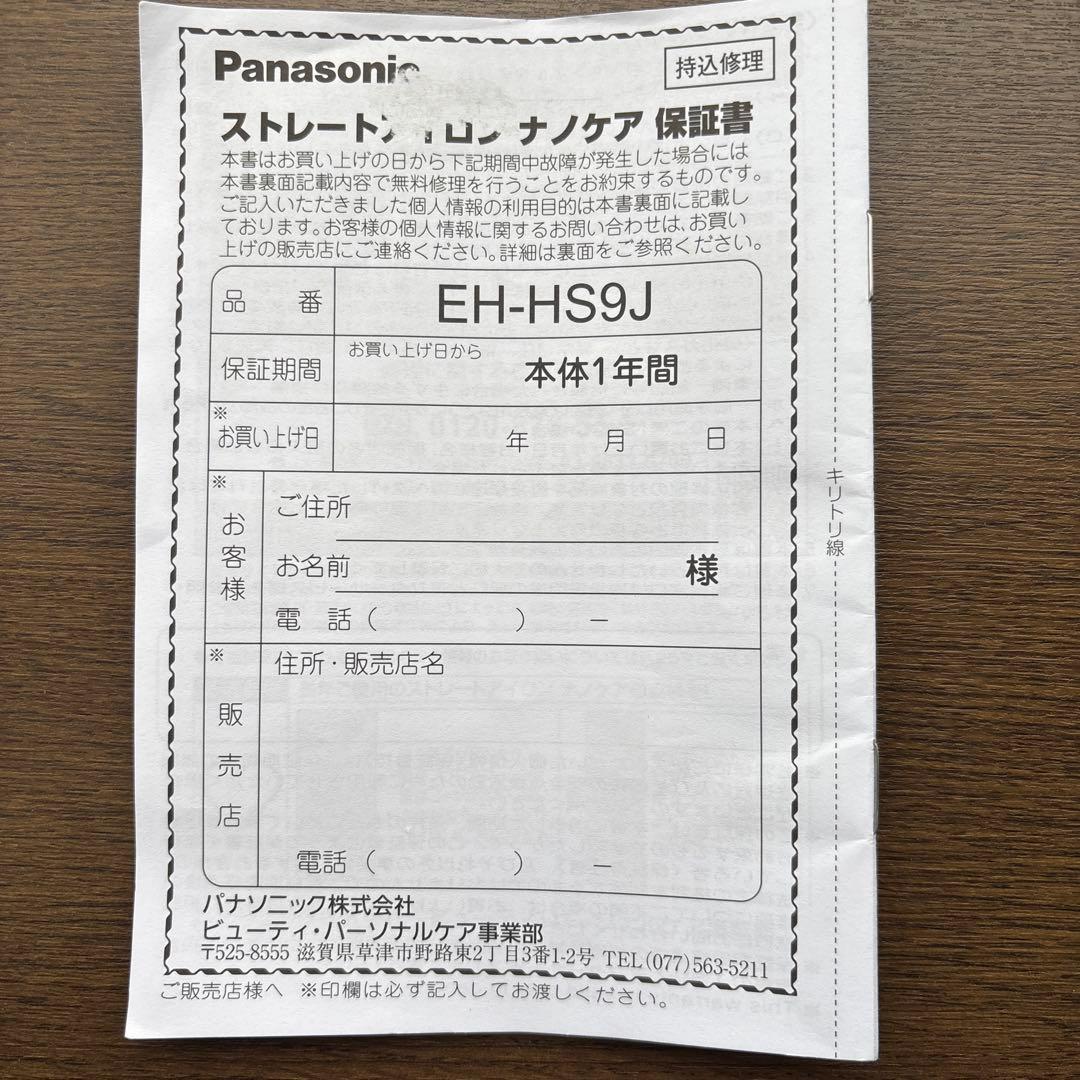 Panasonic
持込修理
ストレートアイロン ナノケア 保証書
本書はお買い上げの日から下記期間中故障が発生した場合には
本書裏面記載内容で無料修理を行うことをお約束するものです。
ご記入いただきました個人情報の利用目的は本書裏面に記載し
ております。お客様の個人情報に関するお問い合わせは、お買い
上げの販売店にご連絡ください。詳細は裏面をご参照ください。
品 番 EH-HS9J
保証期間 お買い上げ日から 本体1年間
※
お買い上げ日 年 月 日
※
お客様
ご住所
お名前 様
電 話( ) －
※
販売店
住所・販売店名
電話( ) －
パナソニック株式会社
ビューティ・パーソナルケア事業部
〒525-8555 滋賀県草津市野路東2丁目3番1-2号 TEL(077)563-5211
ご販売店様へ ※印欄は必ず記入してお渡しください。
キリトリ線